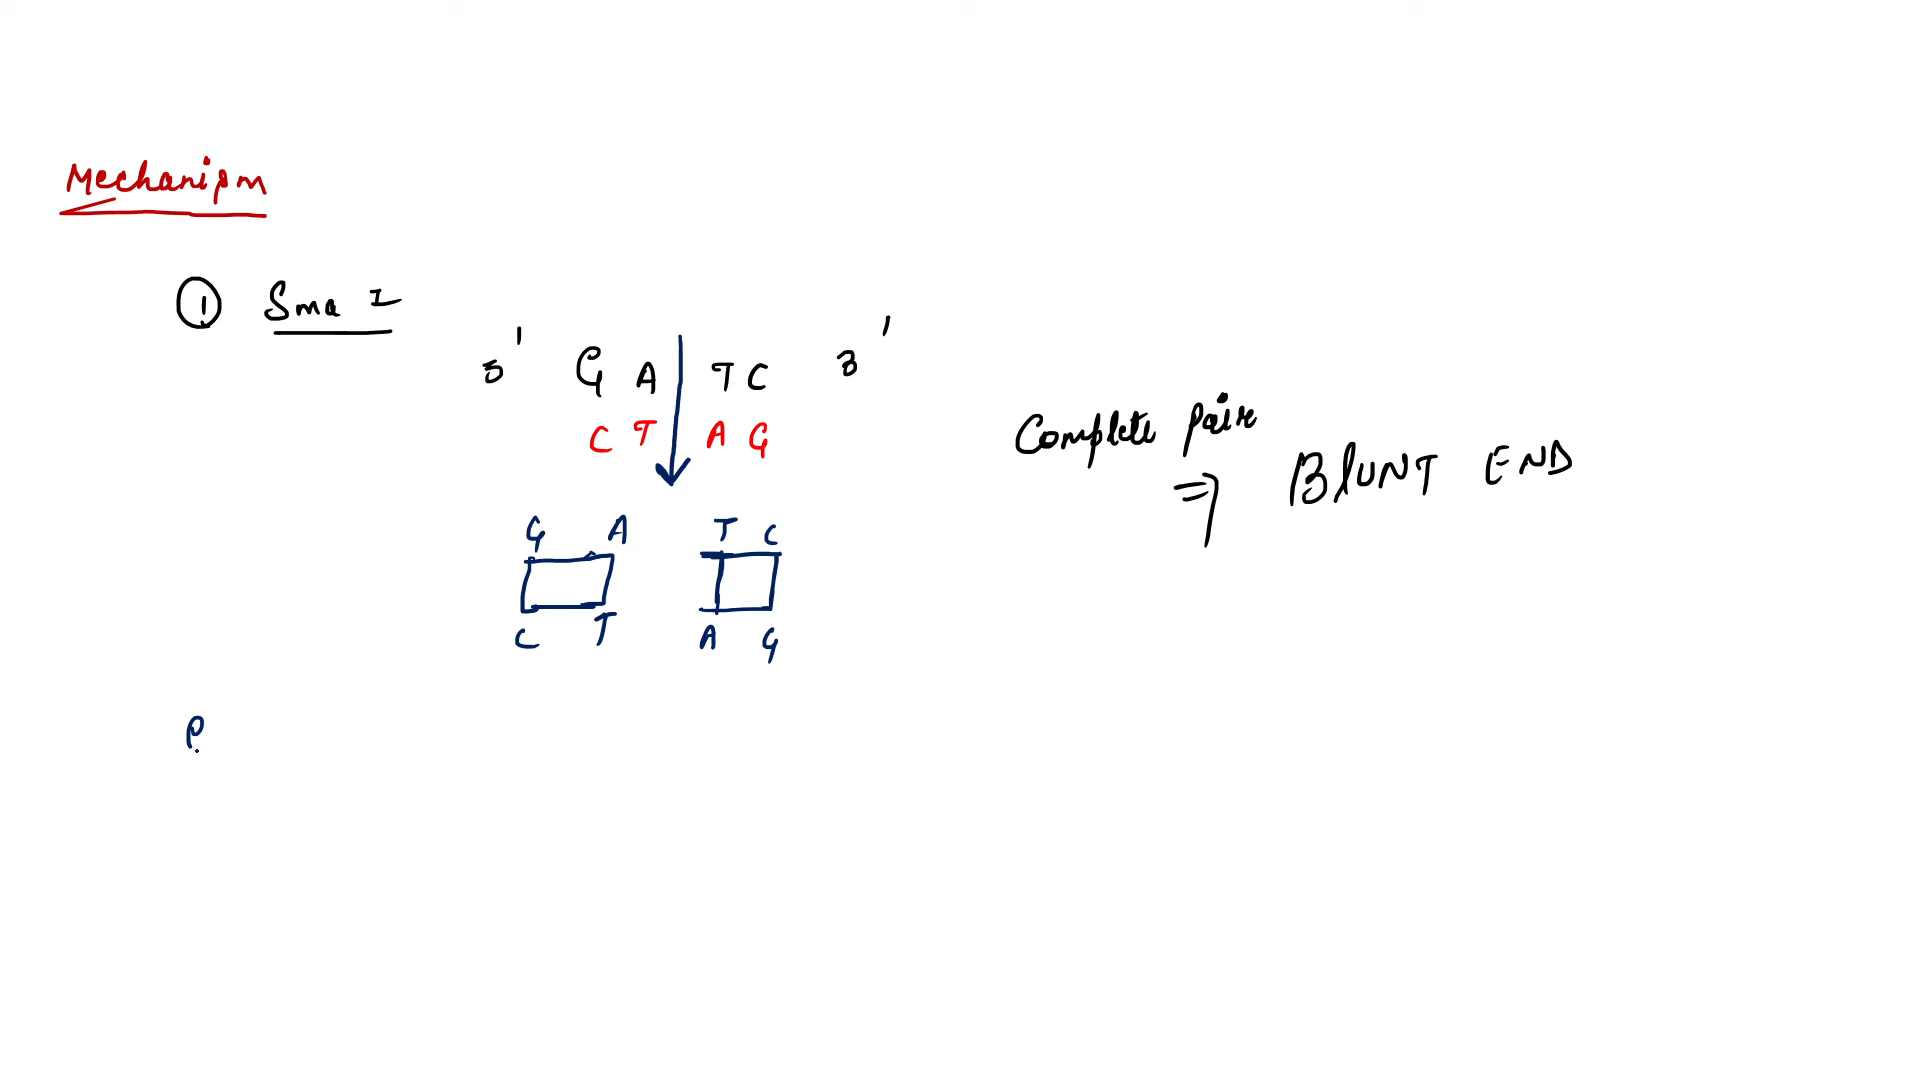 Mechanism
① Sma I
5' G A T C 3'
C T A G
Complete pair
⇒ BlUNT END
G A T C
C T A G
P